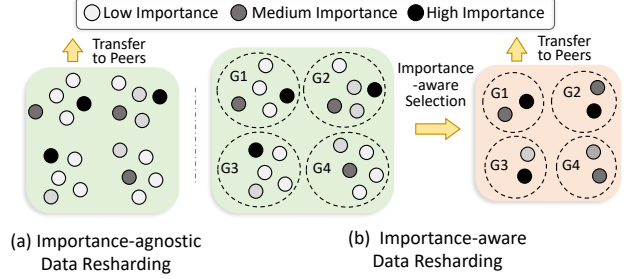 Low Importance Medium Importance High Importance
Transfer
to Peers
G1 G2
G3 G4
Importance
-aware
Selection
Transfer
to Peers
G1 G2
G3 G4
(a) Importance-agnostic
Data Resharding
(b) Importance-aware
Data Resharding